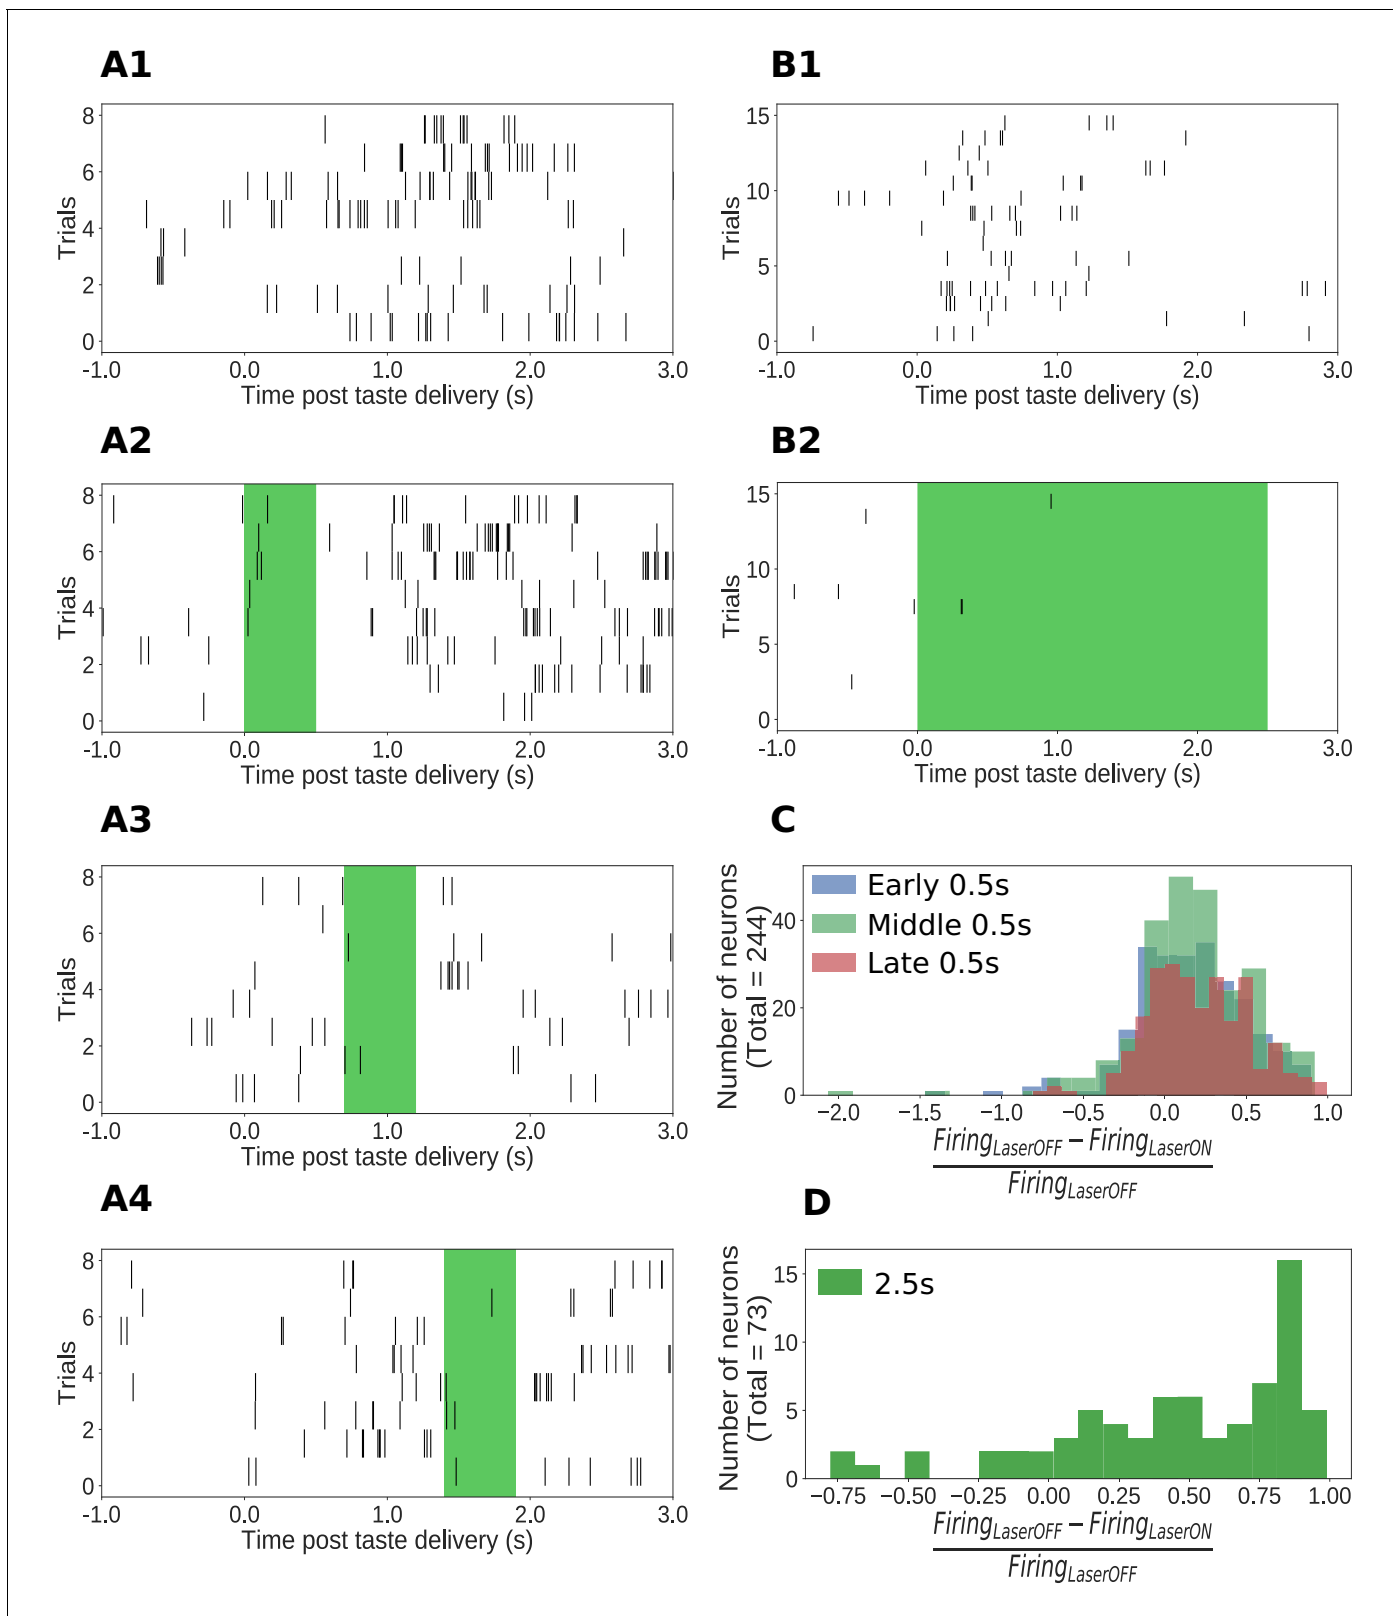 A1
Trials
8
6
4
2
0
-1.0 0.0 1.0 2.0 3.0
Time post taste delivery (s)
B1
Trials
15
10
5
0
-1.0 0.0 1.0 2.0 3.0
Time post taste delivery (s)
A2
Trials
8
6
4
2
0
-1.0 0.0 1.0 2.0 3.0
Time post taste delivery (s)
B2
Trials
15
10
5
0
-1.0 0.0 1.0 2.0 3.0
Time post taste delivery (s)
A3
Trials
8
6
4
2
0
-1.0 0.0 1.0 2.0 3.0
Time post taste delivery (s)
C
Number of neurons
(Total = 244)
Early 0.5s
Middle 0.5s
Late 0.5s
40
20
0
−2.0 −1.5 −1.0 −0.5 0.0 0.5 1.0
Firing_LaserOFF − Firing_LaserON
Firing_LaserOFF
A4
Trials
8
6
4
2
0
-1.0 0.0 1.0 2.0 3.0
Time post taste delivery (s)
D
Number of neurons
(Total = 73)
2.5s
15
10
5
0
−0.75 −0.50 −0.25 0.00 0.25 0.50 0.75 1.00
Firing_LaserOFF − Firing_LaserON
Firing_LaserOFF